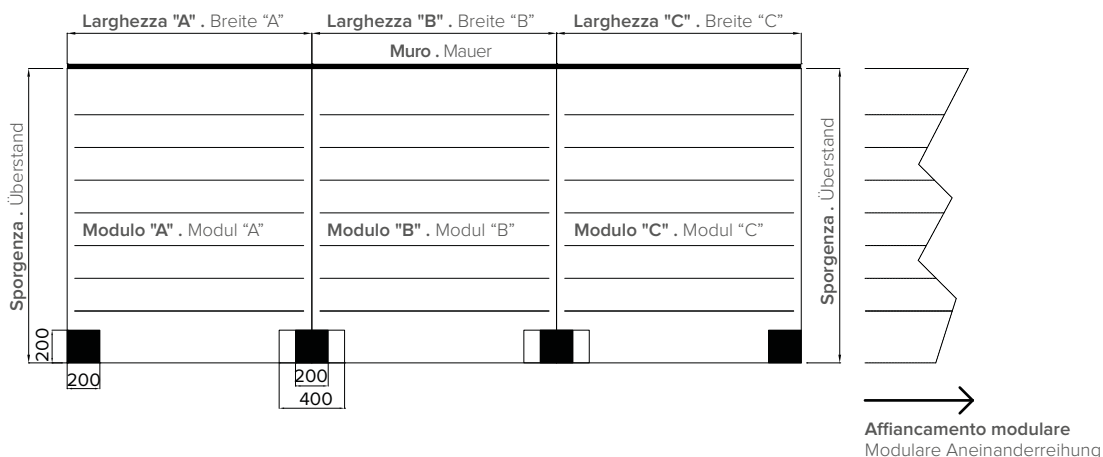 Larghezza "A" . Breite “A”
Larghezza "B" . Breite “B”
Larghezza "C" . Breite “C”
Muro . Mauer
Sporgenza . Überstand
Sporgenza . Überstand
Modulo "A" . Modul “A”
Modulo "B" . Modul “B”
Modulo "C" . Modul “C”
200
200
200
400
Affiancamento modulare
Modulare Aneinanderreihung